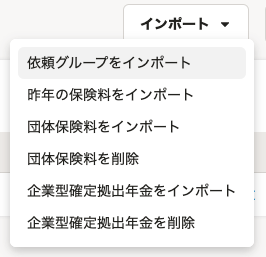 インポート
依頼グループをインポート
昨年の保険料をインポート
団体保険料をインポート
団体保険料を削除
企業型確定拠出年金をインポート
企業型確定拠出年金を削除